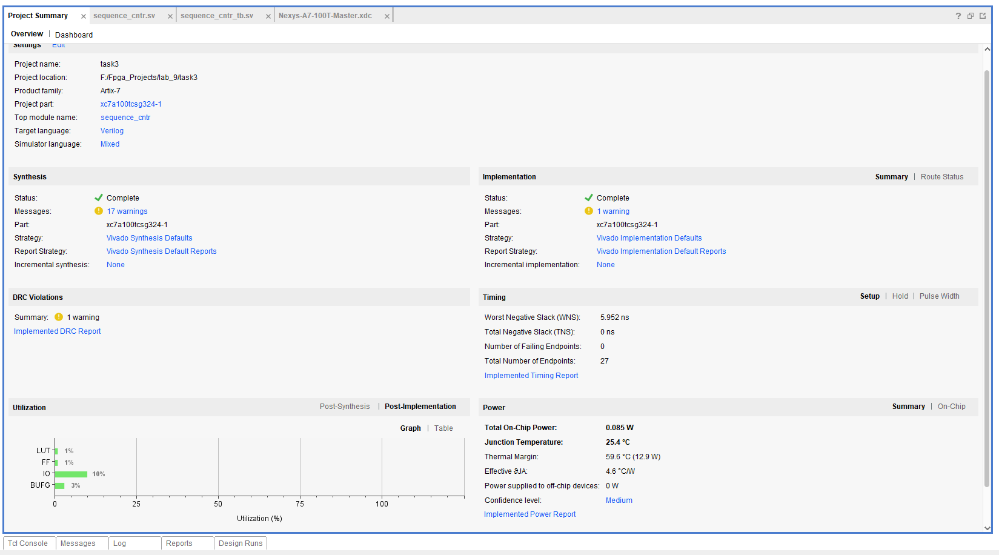 Project Summary × sequence_cntr.sv × sequence_cntr_tb.sv × Nexys-A7-100T-Master.xdc ×
Overview | Dashboard
Settings Edit
Project name: task3
Project location: F:/Fpga_Projects/lab_9/task3
Product family: Artix-7
Project part: xc7a100tcsg324-1
Top module name: sequence_cntr
Target language: Verilog
Simulator language: Mixed
Synthesis
Status: Complete
Messages: 17 warnings
Part: xc7a100tcsg324-1
Strategy: Vivado Synthesis Defaults
Report Strategy: Vivado Synthesis Default Reports
Incremental synthesis: None
Implementation Summary | Route Status
Status: Complete
Messages: 1 warning
Part: xc7a100tcsg324-1
Strategy: Vivado Implementation Defaults
Report Strategy: Vivado Implementation Default Reports
Incremental implementation: None
DRC Violations
Summary: 1 warning
Implemented DRC Report
Timing Setup | Hold | Pulse Width
Worst Negative Slack (WNS): 5.952 ns
Total Negative Slack (TNS): 0 ns
Number of Failing Endpoints: 0
Total Number of Endpoints: 27
Implemented Timing Report
Utilization Post-Synthesis | Post-Implementation
Graph | Table
LUT 1%
FF 1%
IO 10%
BUFG 3%
0 25 50 75 100
Utilization (%)
Power Summary | On-Chip
Total On-Chip Power: 0.085 W
Junction Temperature: 25.4 °C
Thermal Margin: 59.6 °C (12.9 W)
Effective ϑJA: 4.6 °C/W
Power supplied to off-chip devices: 0 W
Confidence level: Medium
Implemented Power Report
Tcl Console Messages Log Reports Design Runs